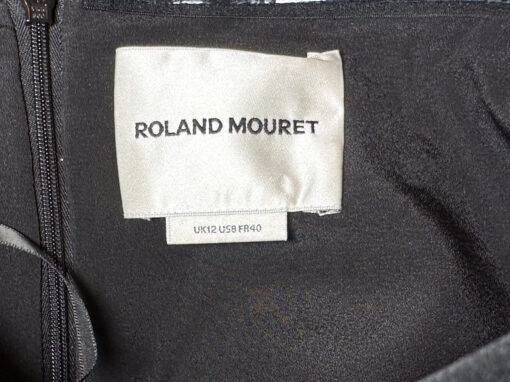 ROLAND MOURET
UK12 US8 FR40